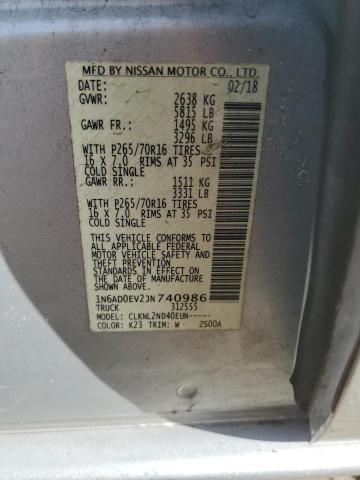 MFD BY NISSAN MOTOR CO., LTD.
DATE: 02/18
GVWR: 2638 KG
5815 LB
GAWR FR.: 1495 KG
3296 LB
WITH P265/70R16 TIRES
16 X 7.0 RIMS AT 35 PSI
COLD SINGLE
GAWR RR.: 1511 KG
3331 LB
WITH P265/70R16 TIRES
16 X 7.0 RIMS AT 35 PSI
COLD SINGLE
THIS VEHICLE CONFORMS TO
ALL APPLICABLE FEDERAL
MOTOR VEHICLE SAFETY
STANDARDS IN EFFECT ON
THE DATE OF MANUFACTURE
SHOWN ABOVE.
1N6AD0EV2JN740986
TRUCK 312555
MODEL: CLKNL2ND40EUN-----
COLOR: K23 TRIM: W 2S00A